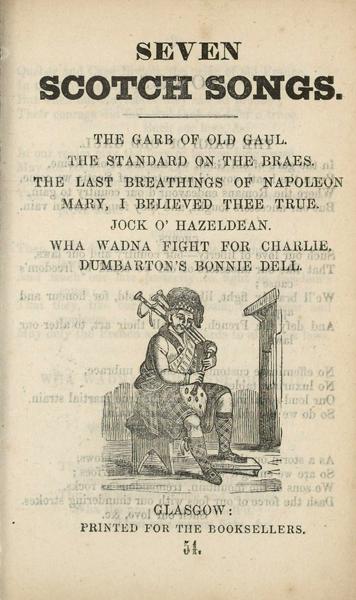 SEVEN
SCOTCH SONGS.
THE GARB OF OLD GAUL.
THE STANDARD ON THE BRAES.
THE LAST BREATHINGS OF NAPOLEON
MARY, I BELIEVED THEE TRUE.
JOCK O' HAZELDEAN.
WHA WADNA FIGHT FOR CHARLIE.
DUMBARTON'S BONNIE DELL.
GLASGOW:
PRINTED FOR THE BOOKSELLERS.
51.